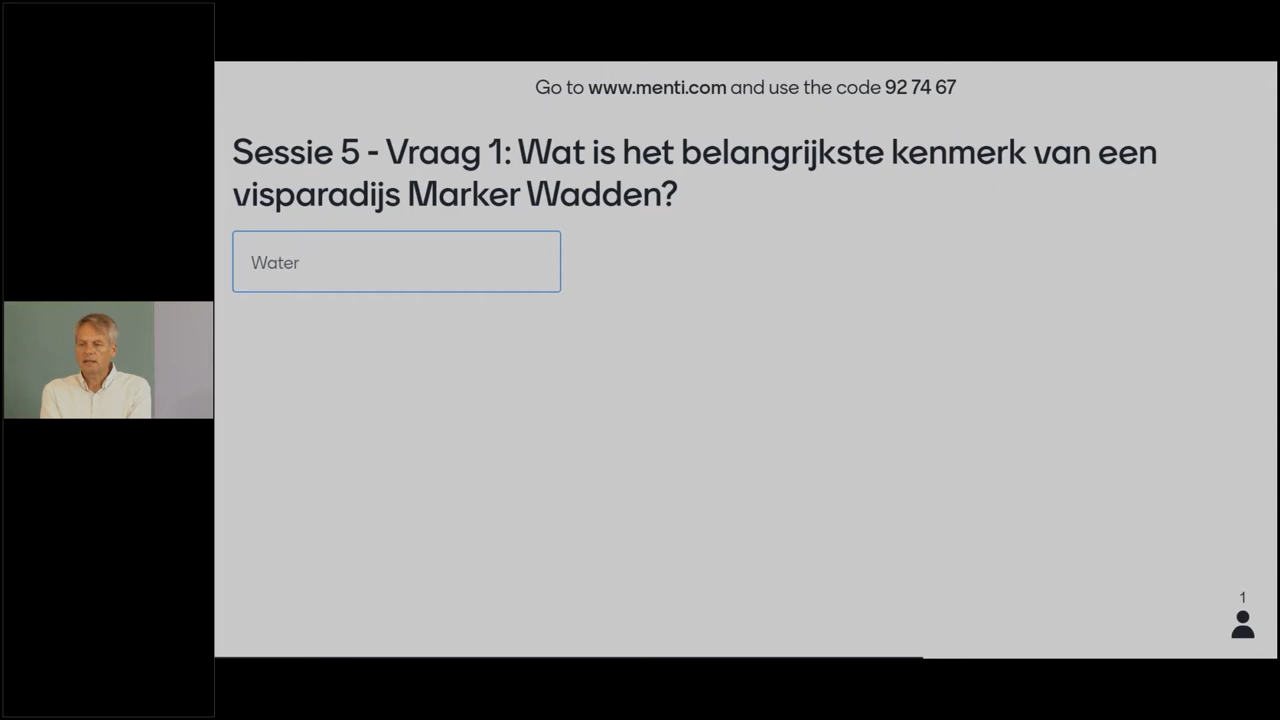 Go to www.menti.com and use the code 92 74 67
Sessie 5 - Vraag 1: Wat is het belangrijkste kenmerk van een
visparadijs Marker Wadden?
Water
1